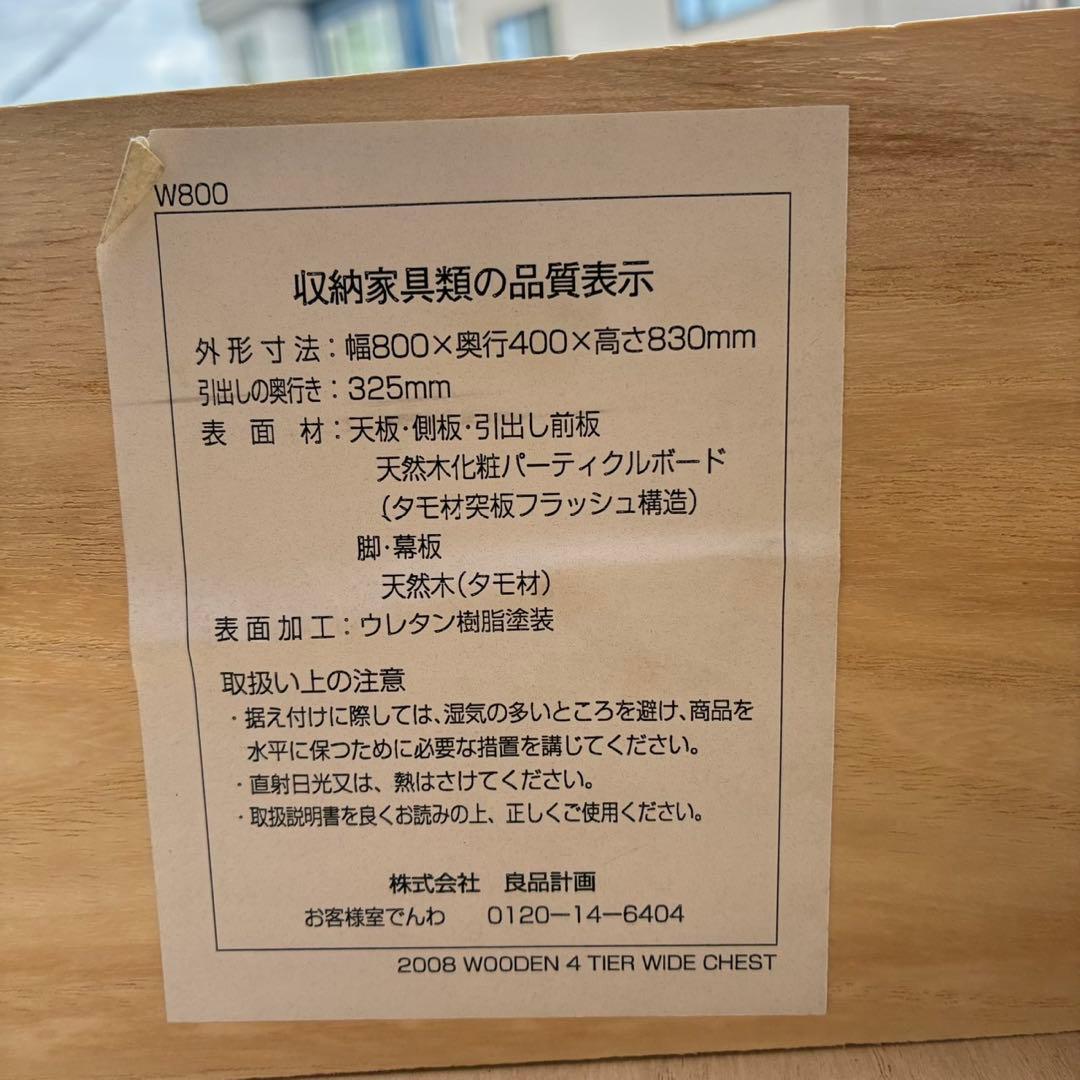 W800
収納家具類の品質表示
外形寸法：幅800×奥行400×高さ830mm
引出しの奥行き：325mm
表面材：天板･側板･引出し前板
天然木化粧パーティクルボード
（タモ材突板フラッシュ構造）
脚･幕板
天然木（タモ材）
表面加工：ウレタン樹脂塗装
取扱い上の注意
・据え付けに際しては、湿気の多いところを避け、商品を
水平に保つために必要な措置を講じてください。
・直射日光又は、熱はさけてください。
・取扱説明書を良くお読みの上、正しくご使用ください。
株式会社　良品計画
お客様室でんわ　0120－14－6404
2008 WOODEN 4 TIER WIDE CHEST